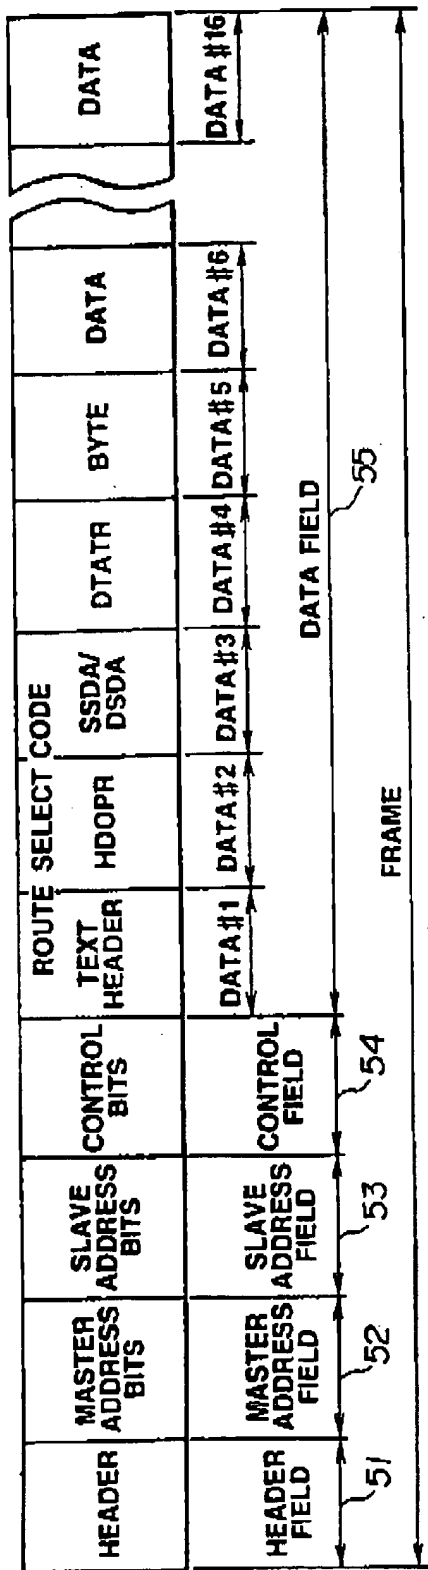 ROUTE SELECT CODE
HEADER
MASTER
ADDRESS
BITS
SLAVE
ADDRESS
BITS
CONTROL
BITS
TEXT
HEADER
HDOPR
SSDA/
DSDA
DTATR
BYTE
DATA
DATA
HEADER
FIELD
MASTER
ADDRESS
FIELD
SLAVE
ADDRESS
FIELD
CONTROL
FIELD
DATA#1
DATA#2
DATA#3
DATA#4
DATA#5
DATA#6
DATA#16
51
52
53
54
DATA FIELD
55
FRAME